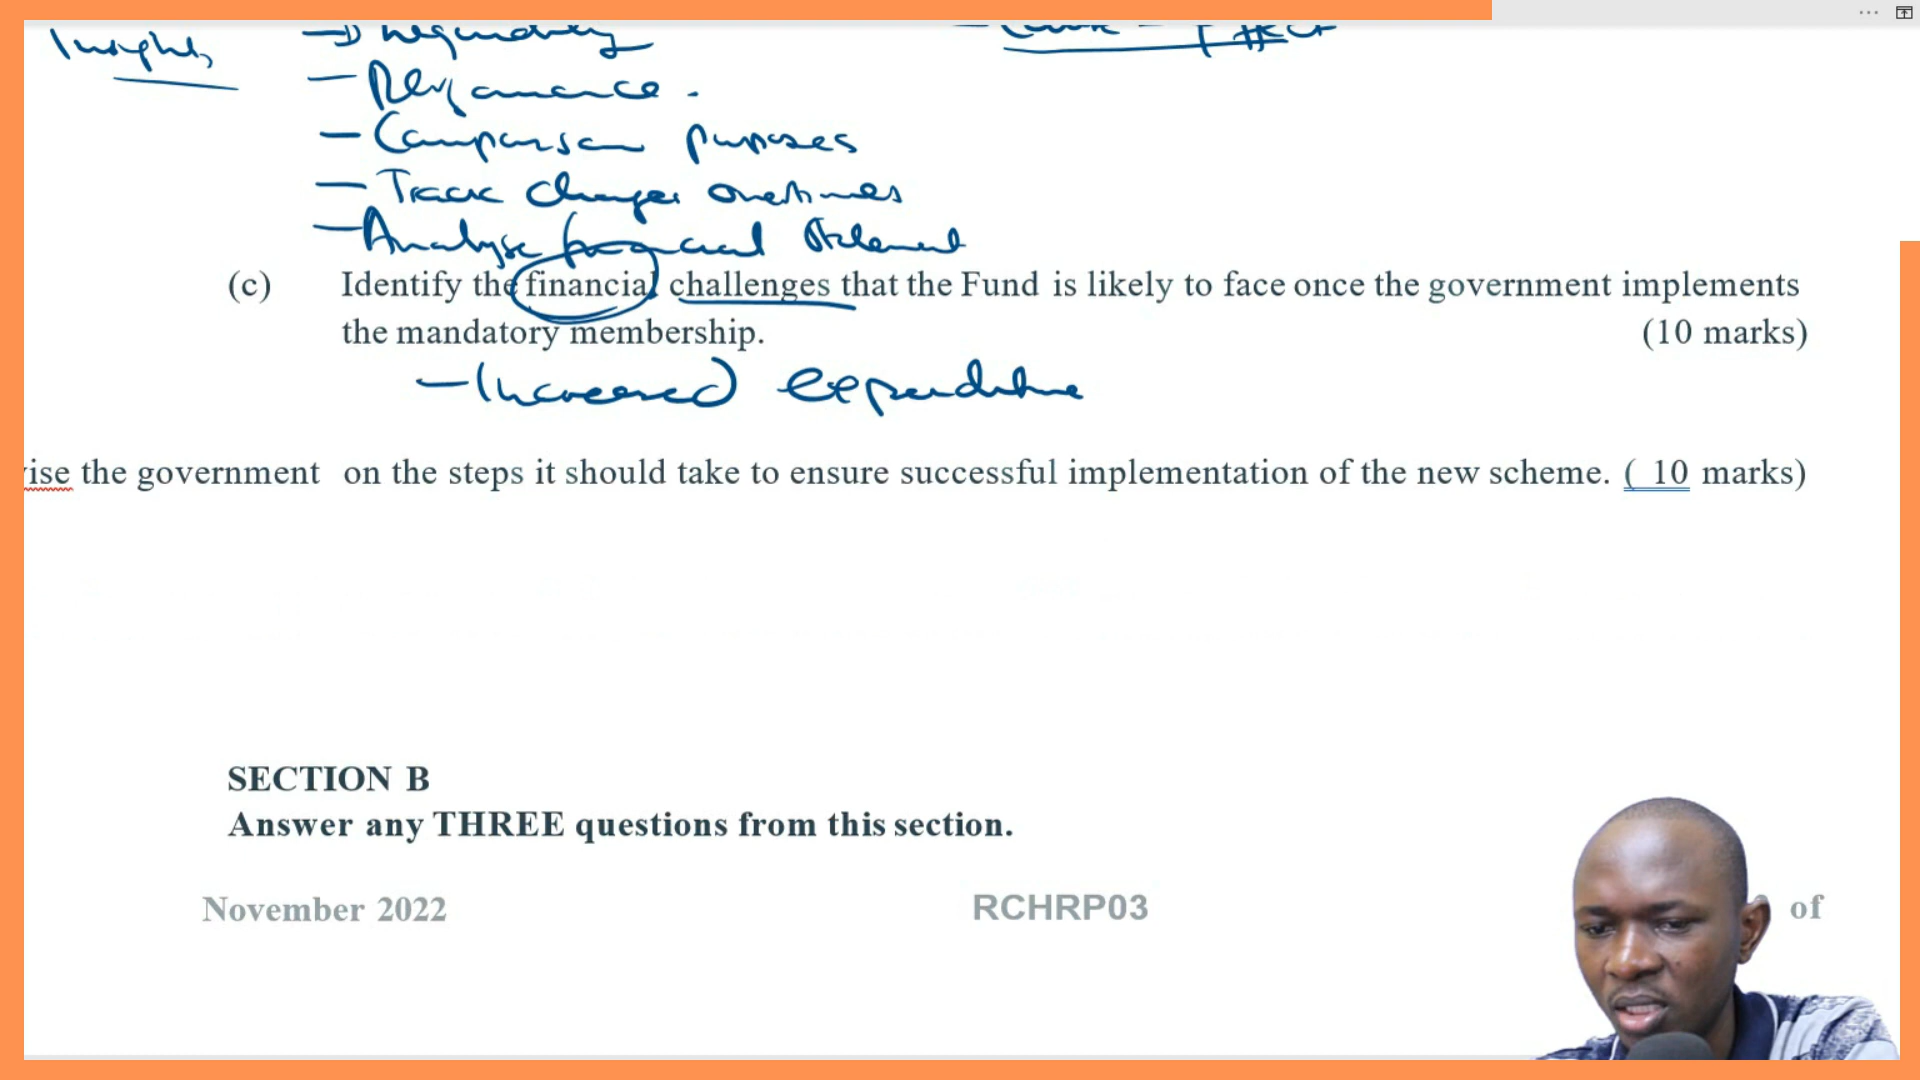 Insights
- Performance.
- Comparison purposes
- Track changes overtimes
- Analyse financial Statement
(c) Identify the financial challenges that the Fund is likely to face once the government implements
the mandatory membership. (10 marks)
- Increased expenditure
ise the government on the steps it should take to ensure successful implementation of the new scheme. ( 10 marks)
SECTION B
Answer any THREE questions from this section.
November 2022 RCHRP03 of